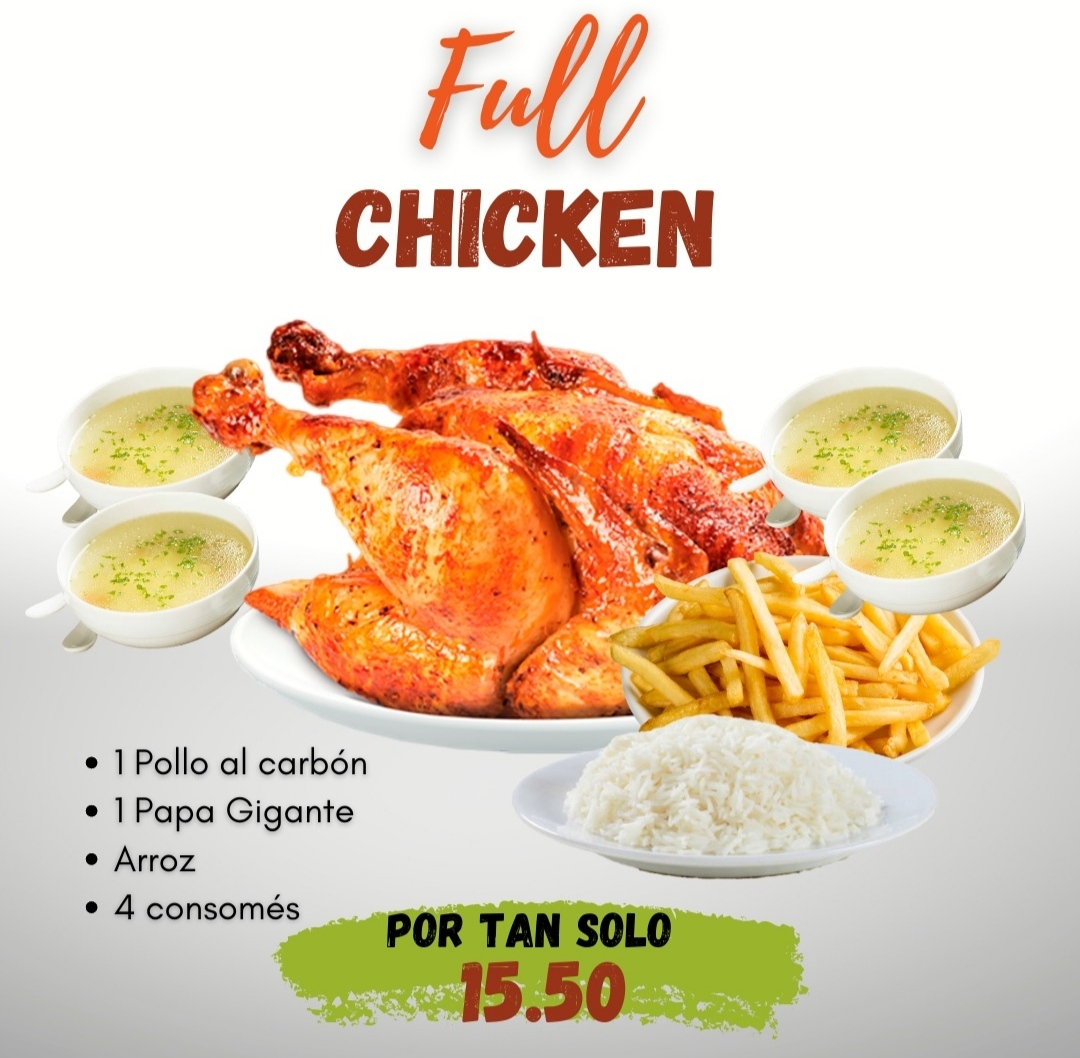 Full
CHICKEN
• 1 Pollo al carbón
• 1 Papa Gigante
• Arroz
• 4 consomés
POR TAN SOLO
15.50